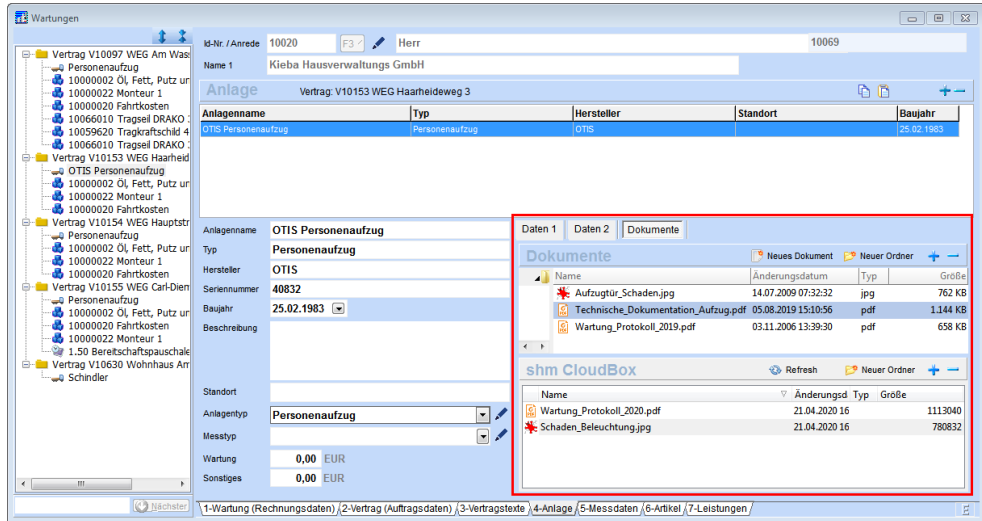 Wartungen
Vertrag V10097 WEG Am Was
Personenaufzug
10000002 Öl, Fett, Putz ur
10000022 Monteur 1
10000020 Fahrtkosten
10066010 Tragseil DRAKO
10059620 Tragkraftschild 4
10066010 Tragseil DRAKO
Vertrag V10153 WEG Haarheid
OTIS Personenaufzug
10000002 Öl, Fett, Putz ur
10000022 Monteur 1
10000020 Fahrtkosten
Vertrag V10154 WEG Hauptstr
Personenaufzug
10000002 Öl, Fett, Putz ur
10000022 Monteur 1
10000020 Fahrtkosten
Vertrag V10155 WEG Carl-Diem
Personenaufzug
10000002 Öl, Fett, Putz ur
10000020 Fahrtkosten
10000022 Monteur 1
1.50 Bereitschaftspauschale
Vertrag V10630 Wohnhaus Am
Schindler
Nächster
Id-Nr. / Anrede 10020 F3 Herr 10069
Name 1 Kieba Hausverwaltungs GmbH
Anlage Vertrag: V10153 WEG Haarheideweg 3
Anlagenname Typ Hersteller Standort Baujahr
OTIS Personenaufzug Personenaufzug OTIS 25.02.1983
Anlagenname OTIS Personenaufzug
Typ Personenaufzug
Hersteller OTIS
Seriennummer 40832
Baujahr 25.02.1983
Beschreibung
Standort
Anlagentyp Personenaufzug
Messtyp
Wartung 0,00 EUR
Sonstiges 0,00 EUR
Daten 1 Daten 2 Dokumente
Dokumente Neues Dokument Neuer Ordner
Name Änderungsdatum Typ Größe
Aufzugtür_Schaden.jpg 14.07.2009 07:32:32 jpg 762 KB
Technische_Dokumentation_Aufzug.pdf 05.08.2019 15:10:56 pdf 1.144 KB
Wartung_Protokoll_2019.pdf 03.11.2006 13:39:30 pdf 658 KB
shm CloudBox Refresh Neuer Ordner
Name Änderungsd Typ Größe
Wartung_Protokoll_2020.pdf 21.04.2020 16 1113040
Schaden_Beleuchtung.jpg 21.04.2020 16 780832
1-Wartung (Rechnungsdaten) 2-Vertrag (Auftragsdaten) 3-Vertragstexte 4-Anlage 5-Messdaten 6-Artikel 7-Leistungen